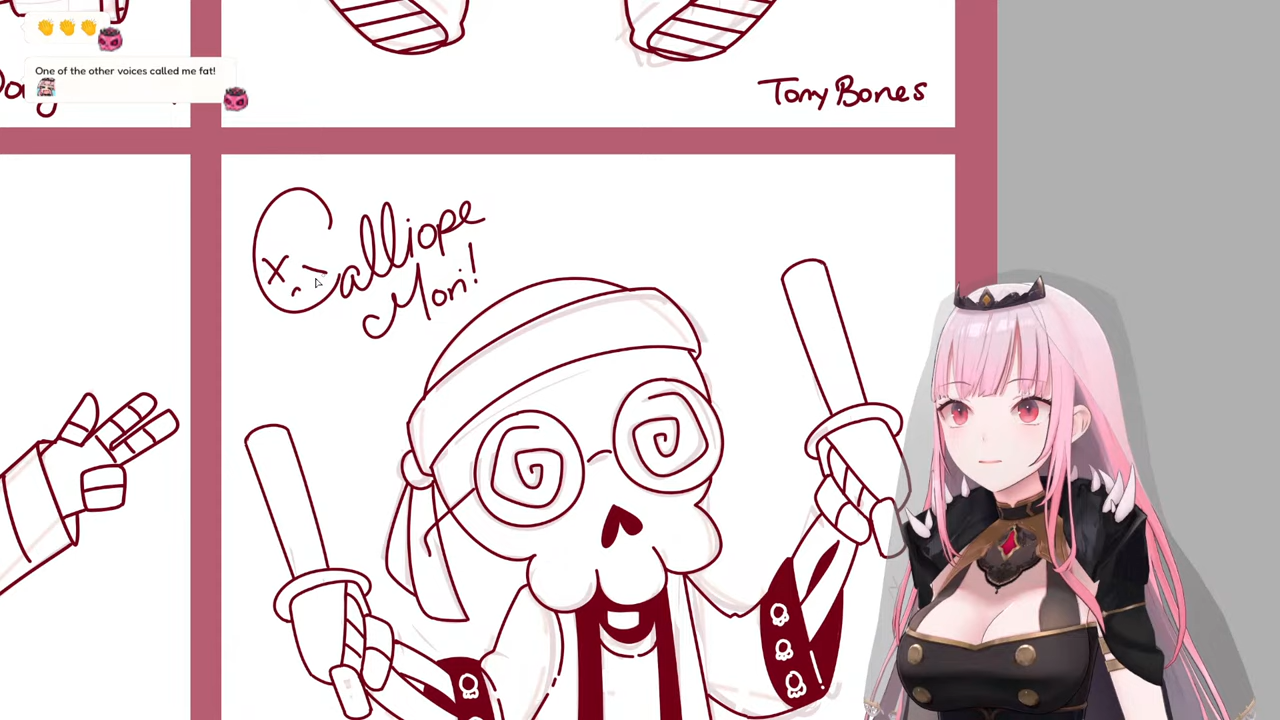 One of the other voices called me fat!
Tony Bones
Calliope
Mori!